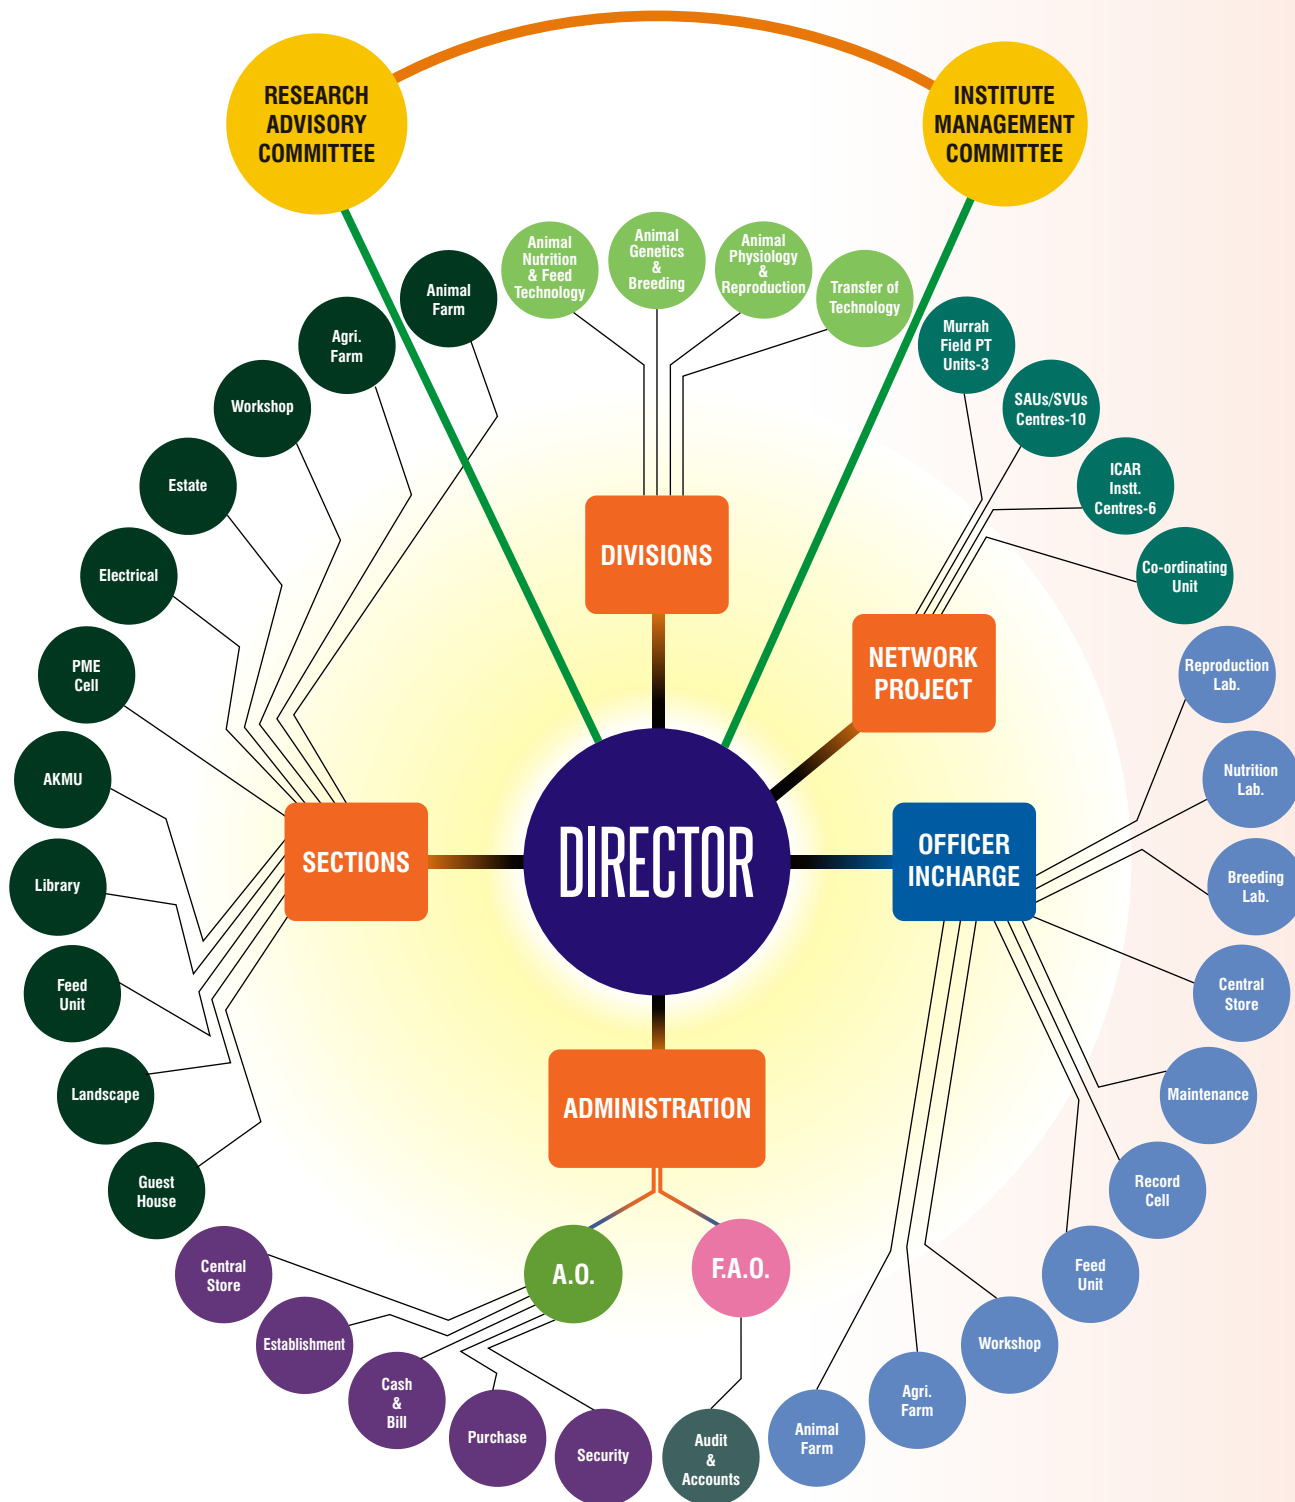 RESEARCH
ADVISORY
COMMITTEE
INSTITUTE
MANAGEMENT
COMMITTEE
Animal
Nutrition
& Feed
Technology
Animal
Genetics
&
Breeding
Animal
Physiology
&
Reproduction
Transfer of
Technology
Animal
Farm
Agri.
Farm
Workshop
Estate
Electrical
PME
Cell
AKMU
Library
Feed
Unit
Landscape
Guest
House
Murrah
Field PT
Units-3
SAUs/SVUs
Centres-10
ICAR
Instt.
Centres-6
Co-ordinating
Unit
DIVISIONS
NETWORK
PROJECT
SECTIONS
DIRECTOR
OFFICER
INCHARGE
ADMINISTRATION
Reproduction
Lab.
Nutrition
Lab.
Breeding
Lab.
Central
Store
Maintenance
Record
Cell
Feed
Unit
Workshop
Agri.
Farm
Animal
Farm
A.O.
F.A.O.
Central
Store
Establishment
Cash
&
Bill
Purchase
Security
Audit
&
Accounts